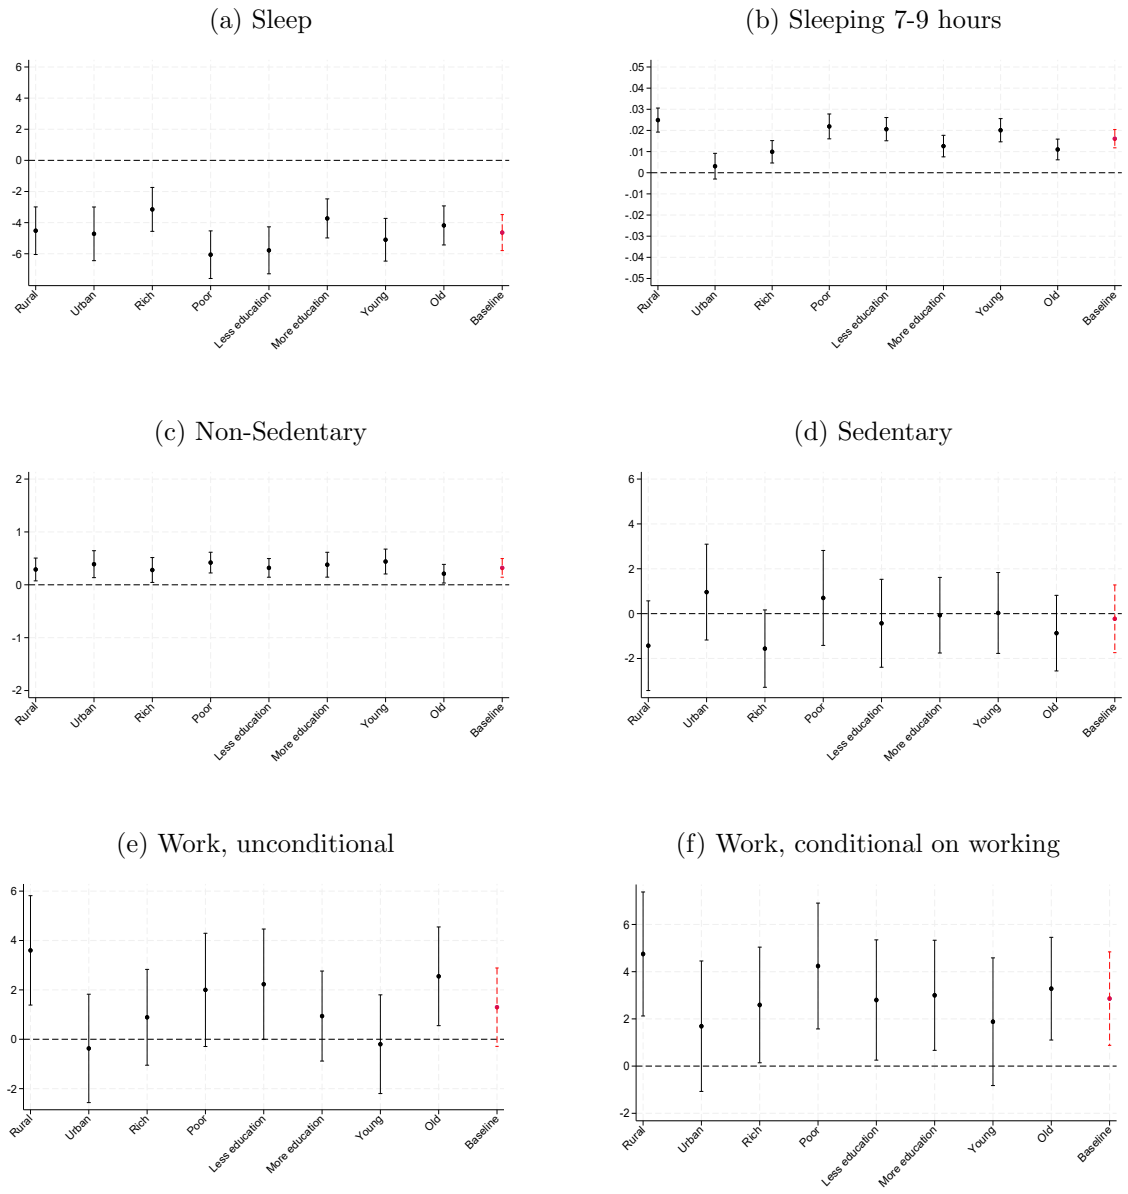 (a) Sleep
6
4
2
0
-2
-4
-6
Rural
Urban
Rich
Poor
Less education
More education
Young
Old
Baseline
(b) Sleeping 7-9 hours
.05
.04
.03
.02
.01
0
-.01
-.02
-.03
-.04
-.05
Rural
Urban
Rich
Poor
Less education
More education
Young
Old
Baseline
(c) Non-Sedentary
2
1
0
-1
-2
Rural
Urban
Rich
Poor
Less education
More education
Young
Old
Baseline
(d) Sedentary
6
4
2
0
-2
Rural
Urban
Rich
Poor
Less education
More education
Young
Old
Baseline
(e) Work, unconditional
6
4
2
0
-2
Rural
Urban
Rich
Poor
Less education
More education
Young
Old
Baseline
(f) Work, conditional on working
6
4
2
0
-2
Rural
Urban
Rich
Poor
Less education
More education
Young
Old
Baseline